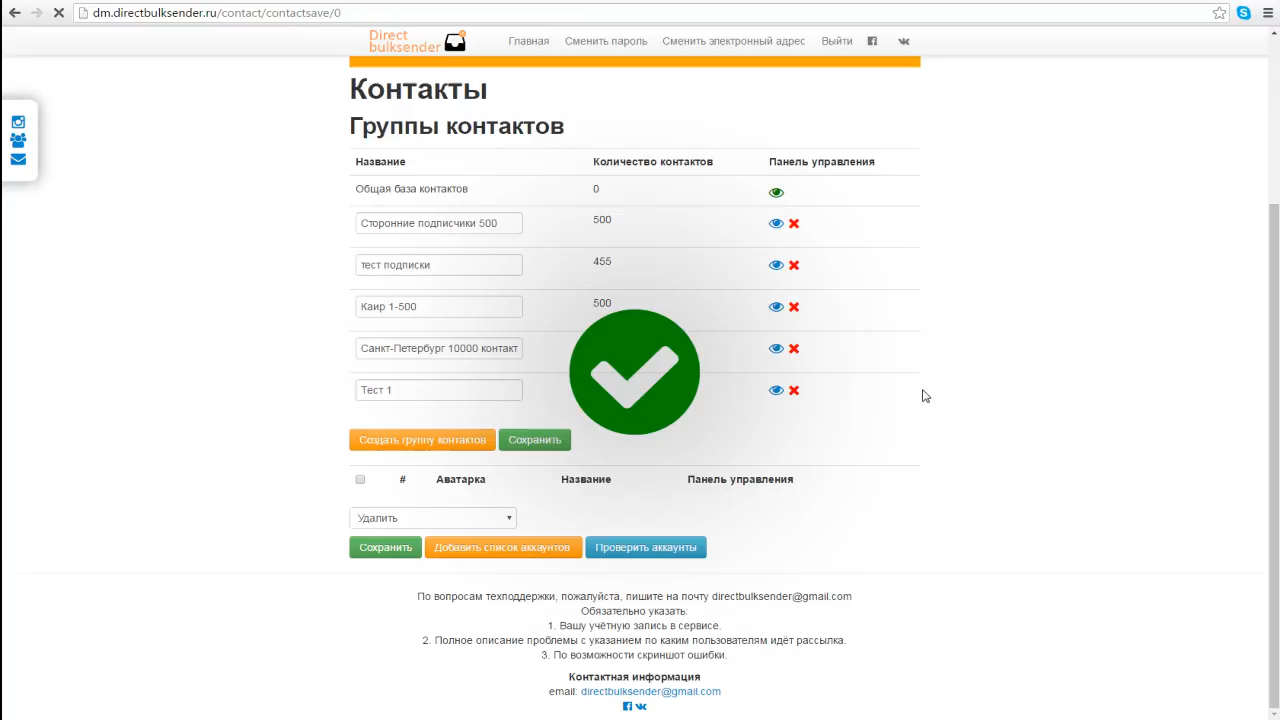 dm.directbulksender.ru/contact/contactsave/0
Direct
bulksender
Главная Сменить пароль Сменить электронный адрес Выйти
Контакты
Группы контактов
Название Количество контактов Панель управления
Общая база контактов 0
Сторонние подписчики 500 500
тест подписки 455
Каир 1-500 500
Санкт-Петербург 10000 контакт
Тест 1
Создать группу контактов Сохранить
# Аватарка Название Панель управления
Удалить
Сохранить Добавить список аккаунтов Проверить аккаунты
По вопросам техподдержки, пожалуйста, пишите на почту directbulksender@gmail.com
Обязательно указать:
1. Вашу учётную запись в сервисе.
2. Полное описание проблемы с указанием по каким пользователям идёт рассылка.
3. По возможности скриншот ошибки.
Контактная информация
email: directbulksender@gmail.com